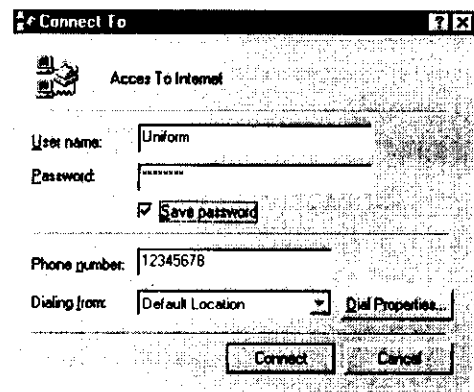 Connect To
Acces To Internet
User name: Uniform
Password: ********
Save password
Phone number: 12345678
Dialing from: Default Location
Dial Properties...
Connect Cancel